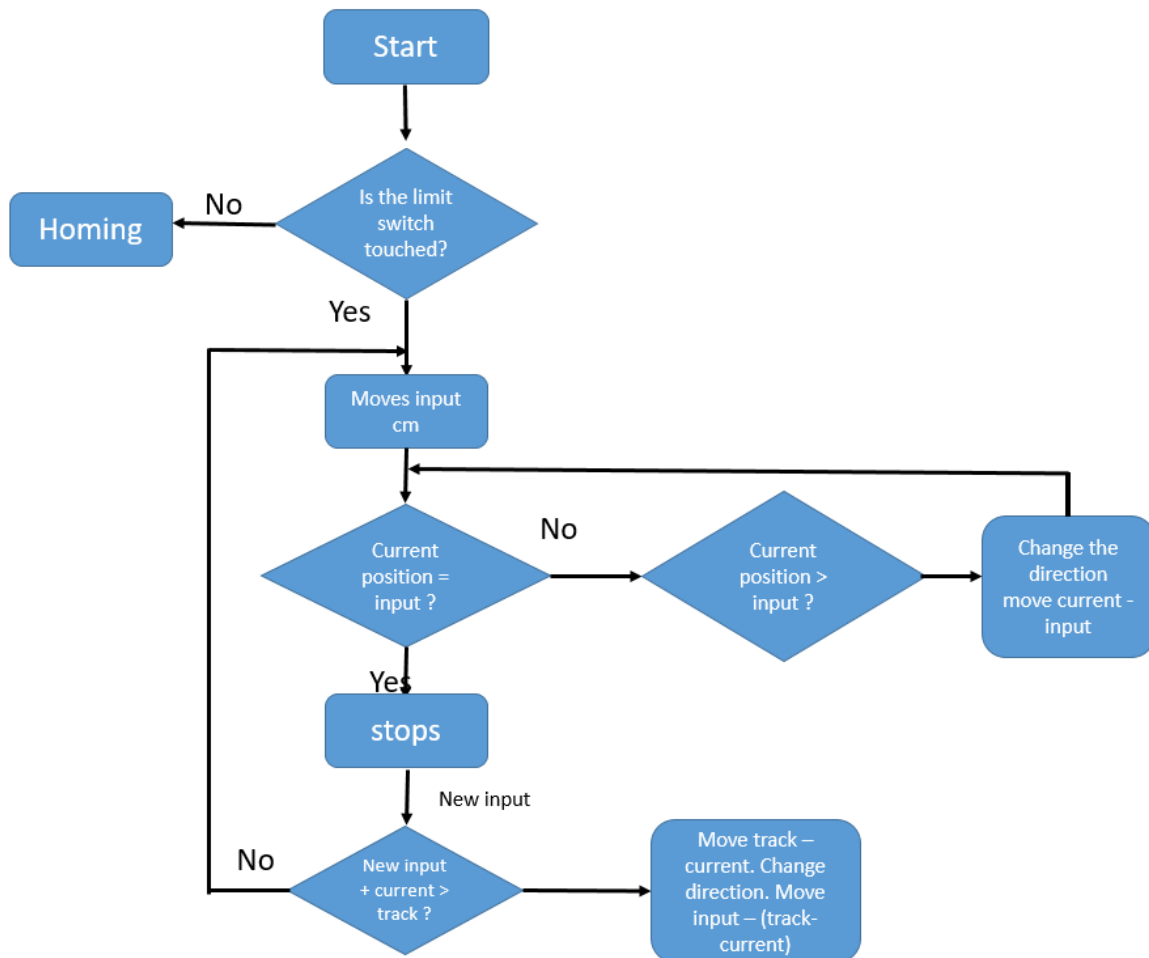 Start
Is the limit
switch
touched?
No
Homing
Yes
Moves input
cm
Current
position =
input ?
No
Current
position >
input ?
Change the
direction
move current -
input
Yes
stops
New input
New input
+ current >
track ?
No
Move track –
current. Change
direction. Move
input – (track-
current)